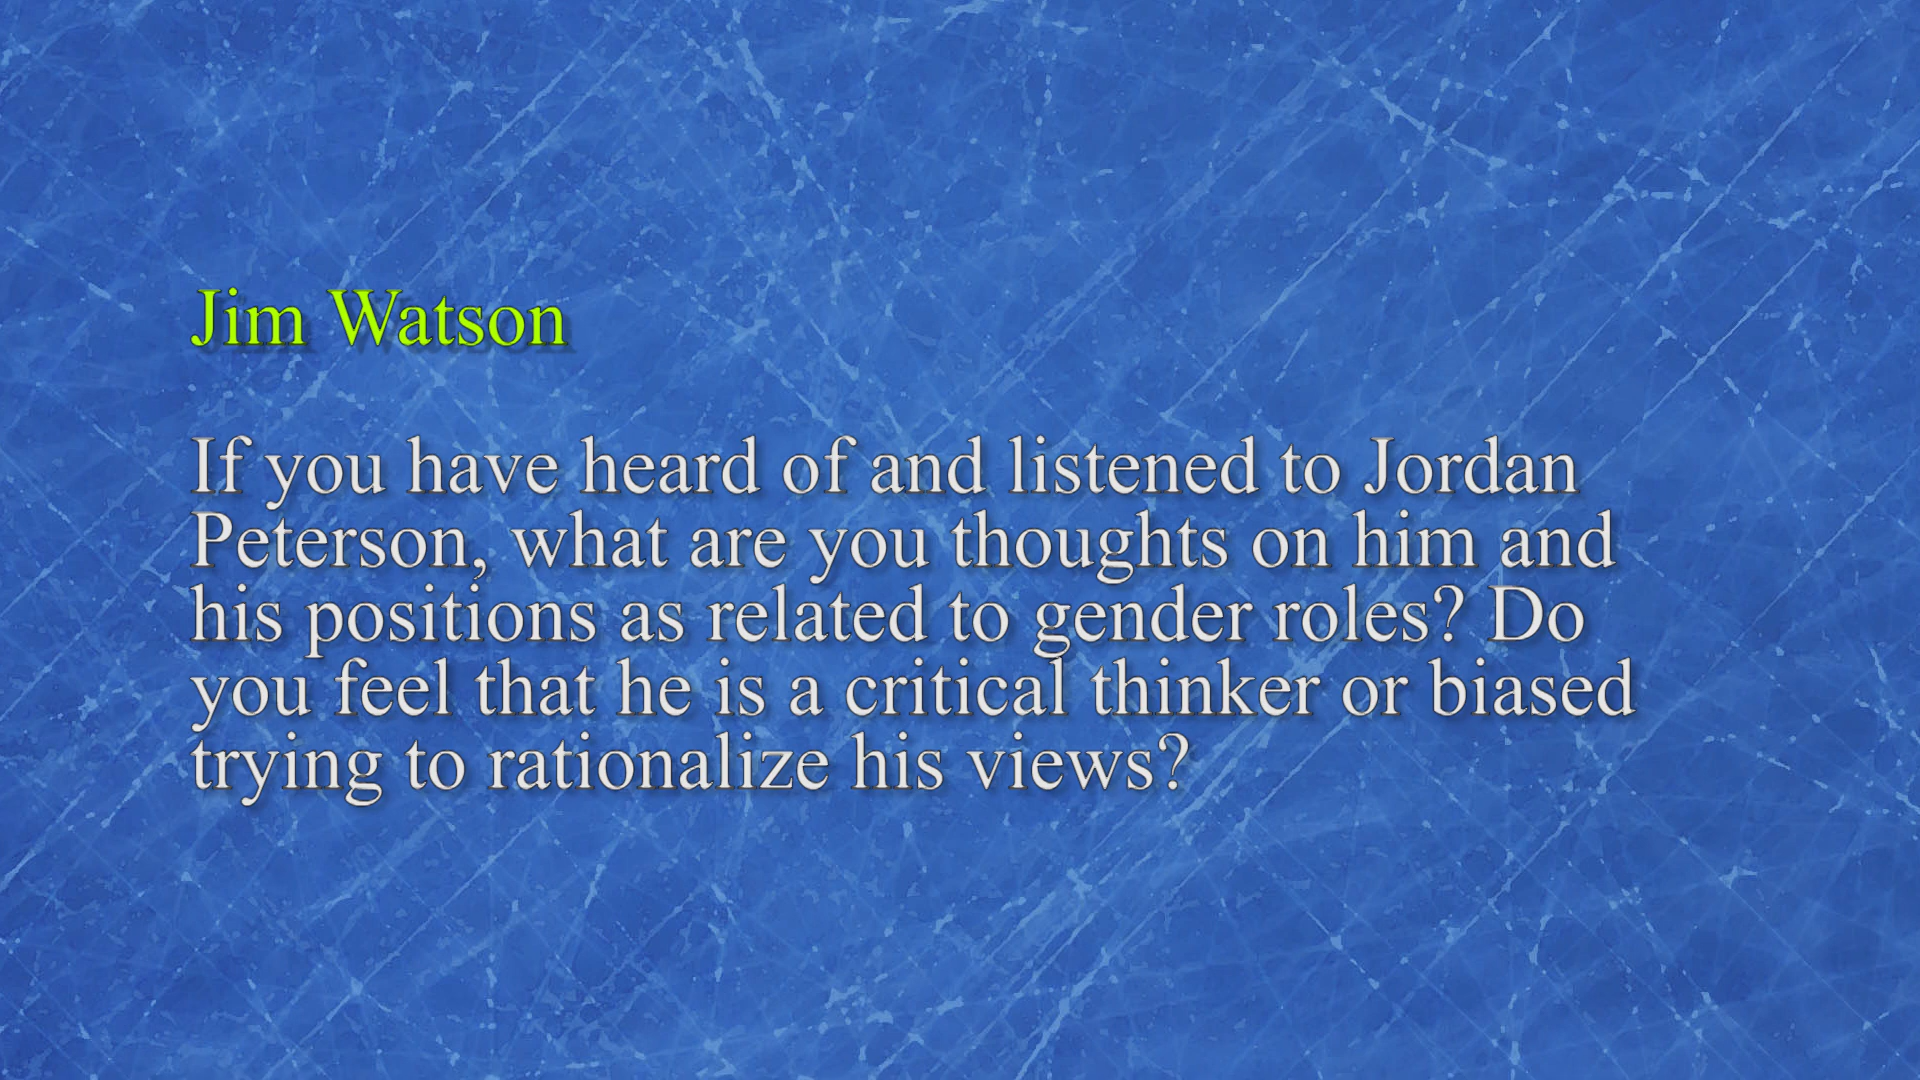 Jim Watson
If you have heard of and listened to Jordan
Peterson, what are you thoughts on him and
his positions as related to gender roles? Do
you feel that he is a critical thinker or biased
trying to rationalize his views?